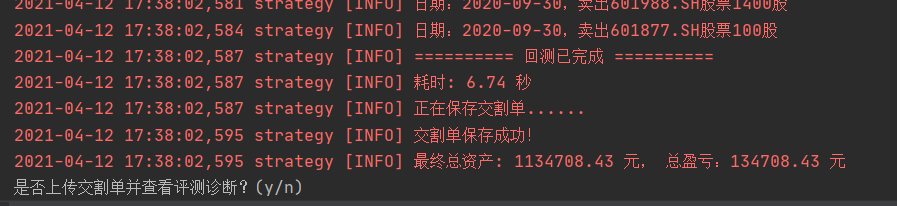 2021-04-12 17:38:02,581 strategy [INFO] 日期：2020-09-30，卖出601988.SH股票1400股
2021-04-12 17:38:02,584 strategy [INFO] 日期：2020-09-30，卖出601877.SH股票100股
2021-04-12 17:38:02,587 strategy [INFO] ========== 回测已完成 ==========
2021-04-12 17:38:02,587 strategy [INFO] 耗时: 6.74 秒
2021-04-12 17:38:02,587 strategy [INFO] 正在保存交割单......
2021-04-12 17:38:02,595 strategy [INFO] 交割单保存成功!
2021-04-12 17:38:02,595 strategy [INFO] 最终总资产: 1134708.43 元， 总盈亏：134708.43 元
是否上传交割单并查看评测诊断？(y/n)